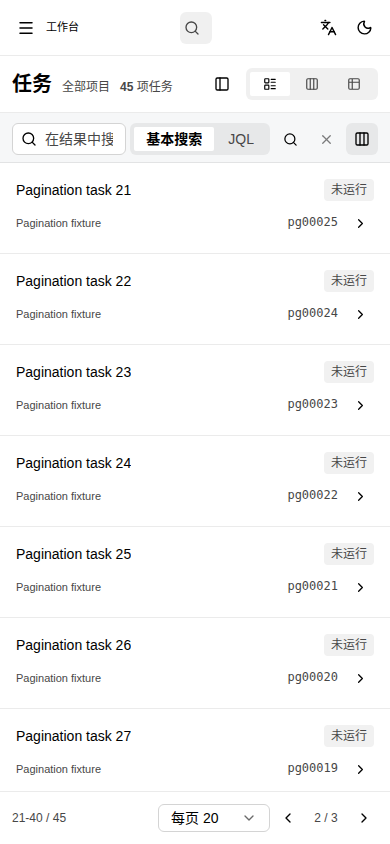 工作台
任务 全部项目 45 项任务
在结果中搜 基本搜索 JQL
Pagination task 21 未运行
Pagination fixture pg00025
Pagination task 22 未运行
Pagination fixture pg00024
Pagination task 23 未运行
Pagination fixture pg00023
Pagination task 24 未运行
Pagination fixture pg00022
Pagination task 25 未运行
Pagination fixture pg00021
Pagination task 26 未运行
Pagination fixture pg00020
Pagination task 27 未运行
Pagination fixture pg00019
21-40 / 45 每页 20 2 / 3